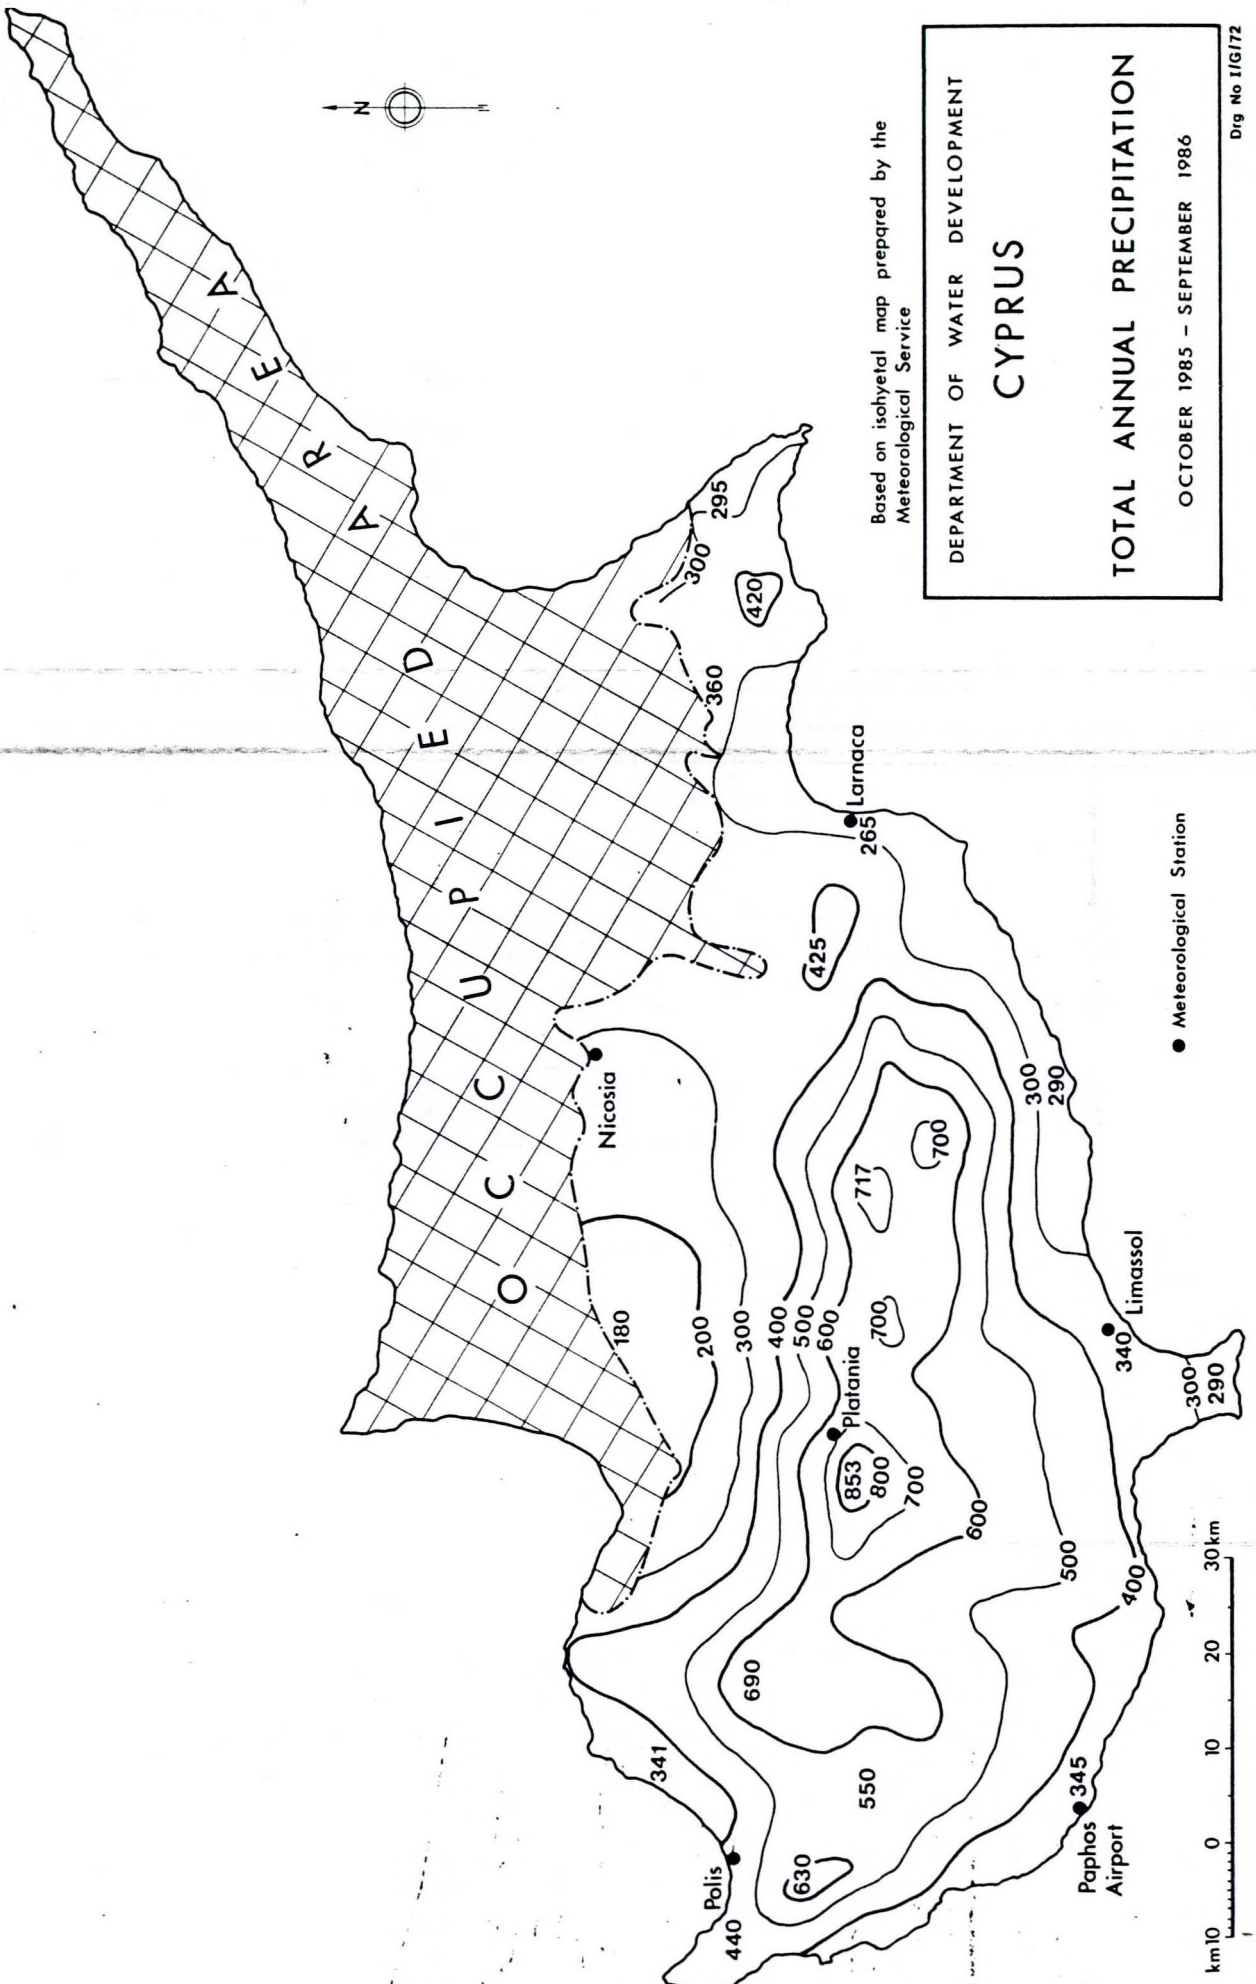 N
OCCUPIED AREA
Based on isohyetal map prepared by the
Meteorological Service
DEPARTMENT OF WATER DEVELOPMENT
CYPRUS
TOTAL ANNUAL PRECIPITATION
OCTOBER 1985 – SEPTEMBER 1986
Drg No I/G/72
295
300
420
360
Larnaca
265
425
Nicosia
180
200
300
400
500
600
Platania
853
800
700
700
717
700
300
290
Limassol
340
300
290
600
500
400
690
341
550
630
Polis
440
345
Paphos
Airport
● Meteorological Station
km10 0 10 20 30km